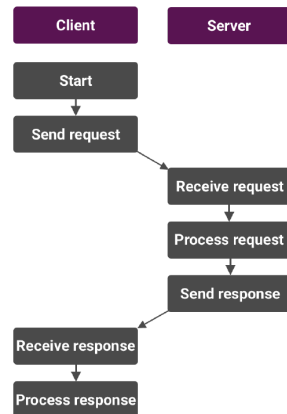 Client
Server
Start
Send request
Receive request
Process request
Send response
Receive response
Process response